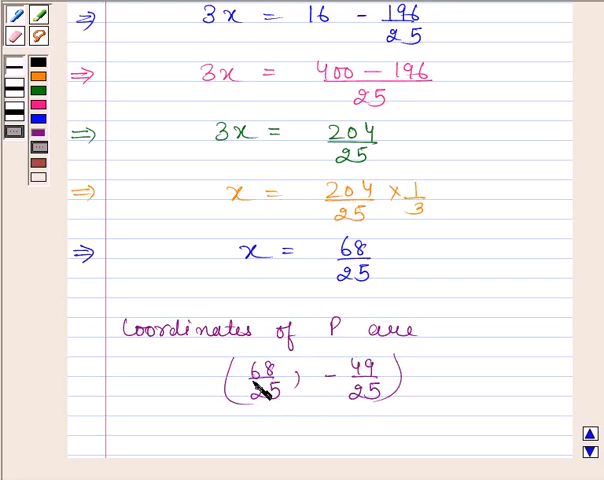 ⇒ 3x = 16 - 196/25
⇒ 3x = (400 - 196)/25
⇒ 3x = 204/25
⇒ x = 204/25 × 1/3
⇒ x = 68/25
Coordinates of P are
(68/25, -49/25)